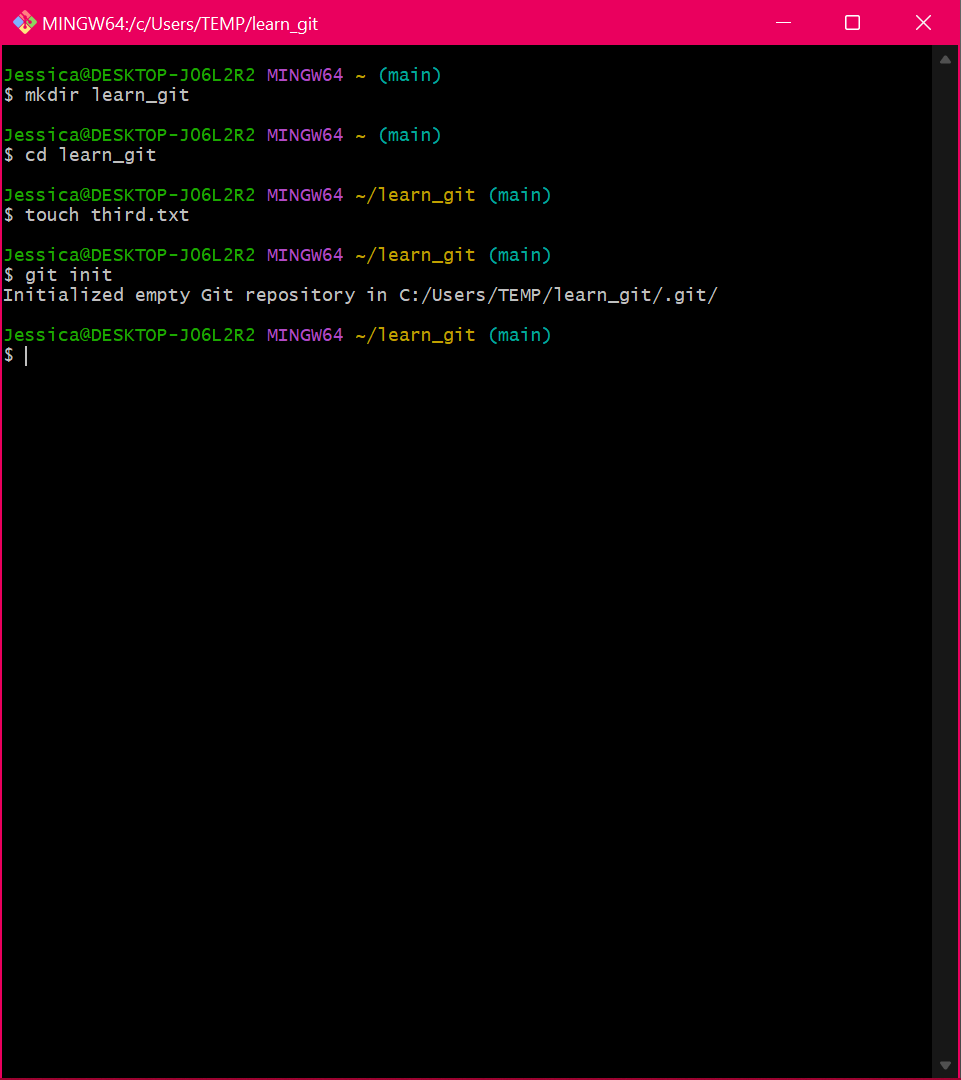 MINGW64:/c/Users/TEMP/learn_git
Jessica@DESKTOP-JO6L2R2 MINGW64 ~ (main)
$ mkdir learn_git
Jessica@DESKTOP-JO6L2R2 MINGW64 ~ (main)
$ cd learn_git
Jessica@DESKTOP-JO6L2R2 MINGW64 ~/learn_git (main)
$ touch third.txt
Jessica@DESKTOP-JO6L2R2 MINGW64 ~/learn_git (main)
$ git init
Initialized empty Git repository in C:/Users/TEMP/learn_git/.git/
Jessica@DESKTOP-JO6L2R2 MINGW64 ~/learn_git (main)
$